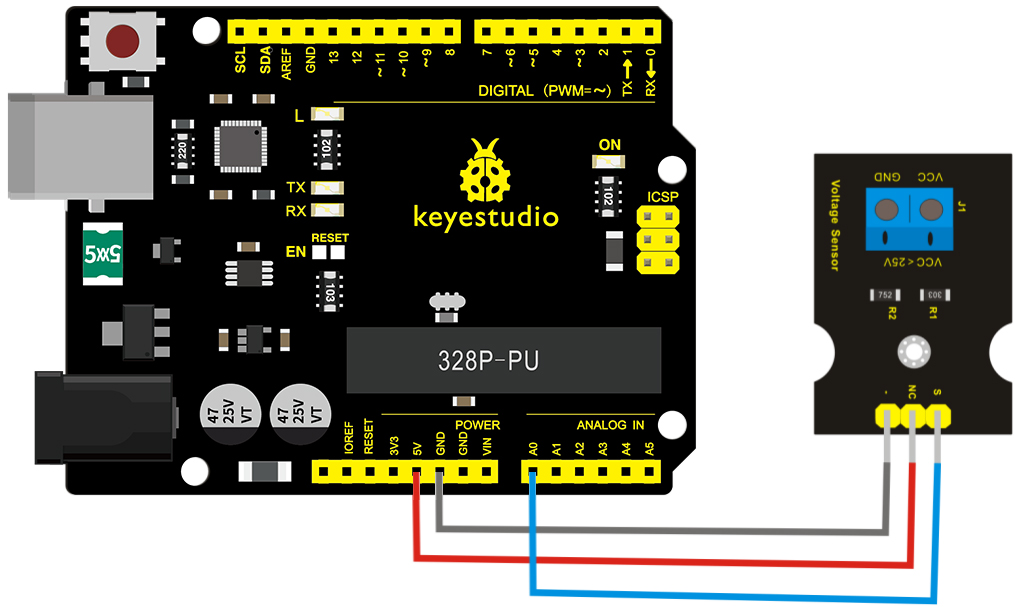 SCL
SDA
AREF
GND
13
12
~11
~10
~9
8
7
~6
~5
4
~3
2
TX→1
RX←0
DIGITAL (PWM=~)
L
220
102
TX
RX
ON
102
ICSP
keyestudio
RESET
EN
5xx5
103
328P-PU
47
25V
VT
47
25V
VT
POWER
ANALOG IN
IOREF
RESET
3V3
5V
GND
GND
VIN
A0
A1
A2
A3
A4
A5
Voltage Sensor
GND
VCC
J1
VCC<25V
752
303
R2
R1
-
NC
S